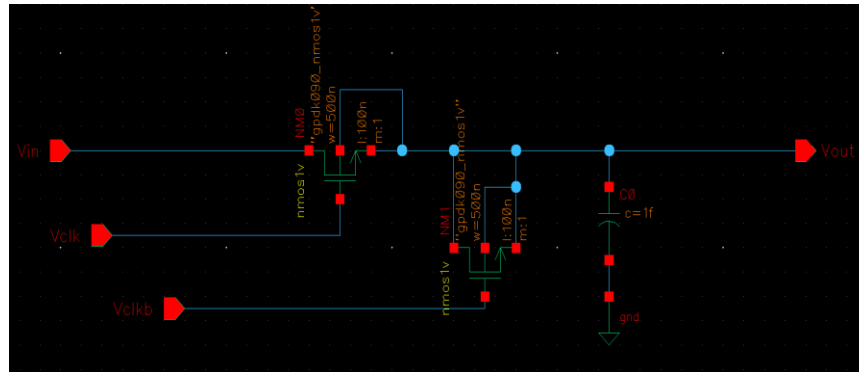 NM0
"gpdk090_nmos1v"
w=500n
l:100n
m:1
nmos1v
Vin
Vout
Vclk
NM1
"gpdk090_nmos1v"
w=500n
l:100n
m:1
nmos1v
C0
c=1f
Vclkb
gnd